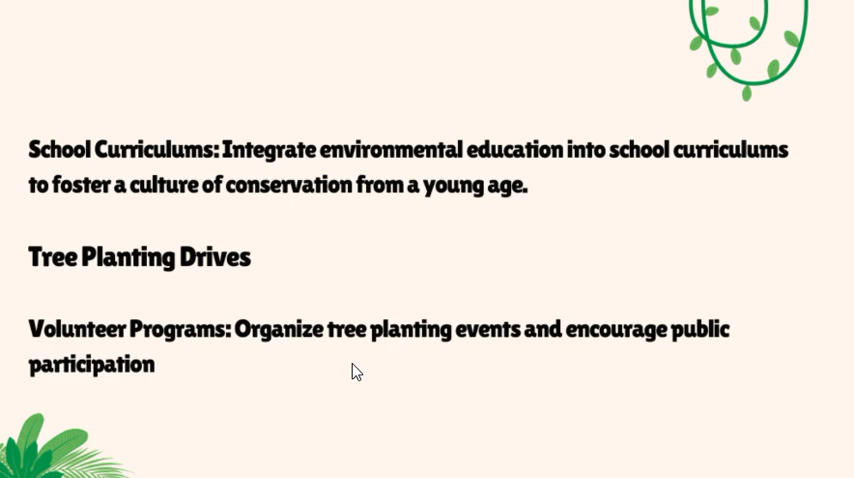 School Curriculums: Integrate environmental education into school curriculums
to foster a culture of conservation from a young age.
Tree Planting Drives
Volunteer Programs: Organize tree planting events and encourage public
participation